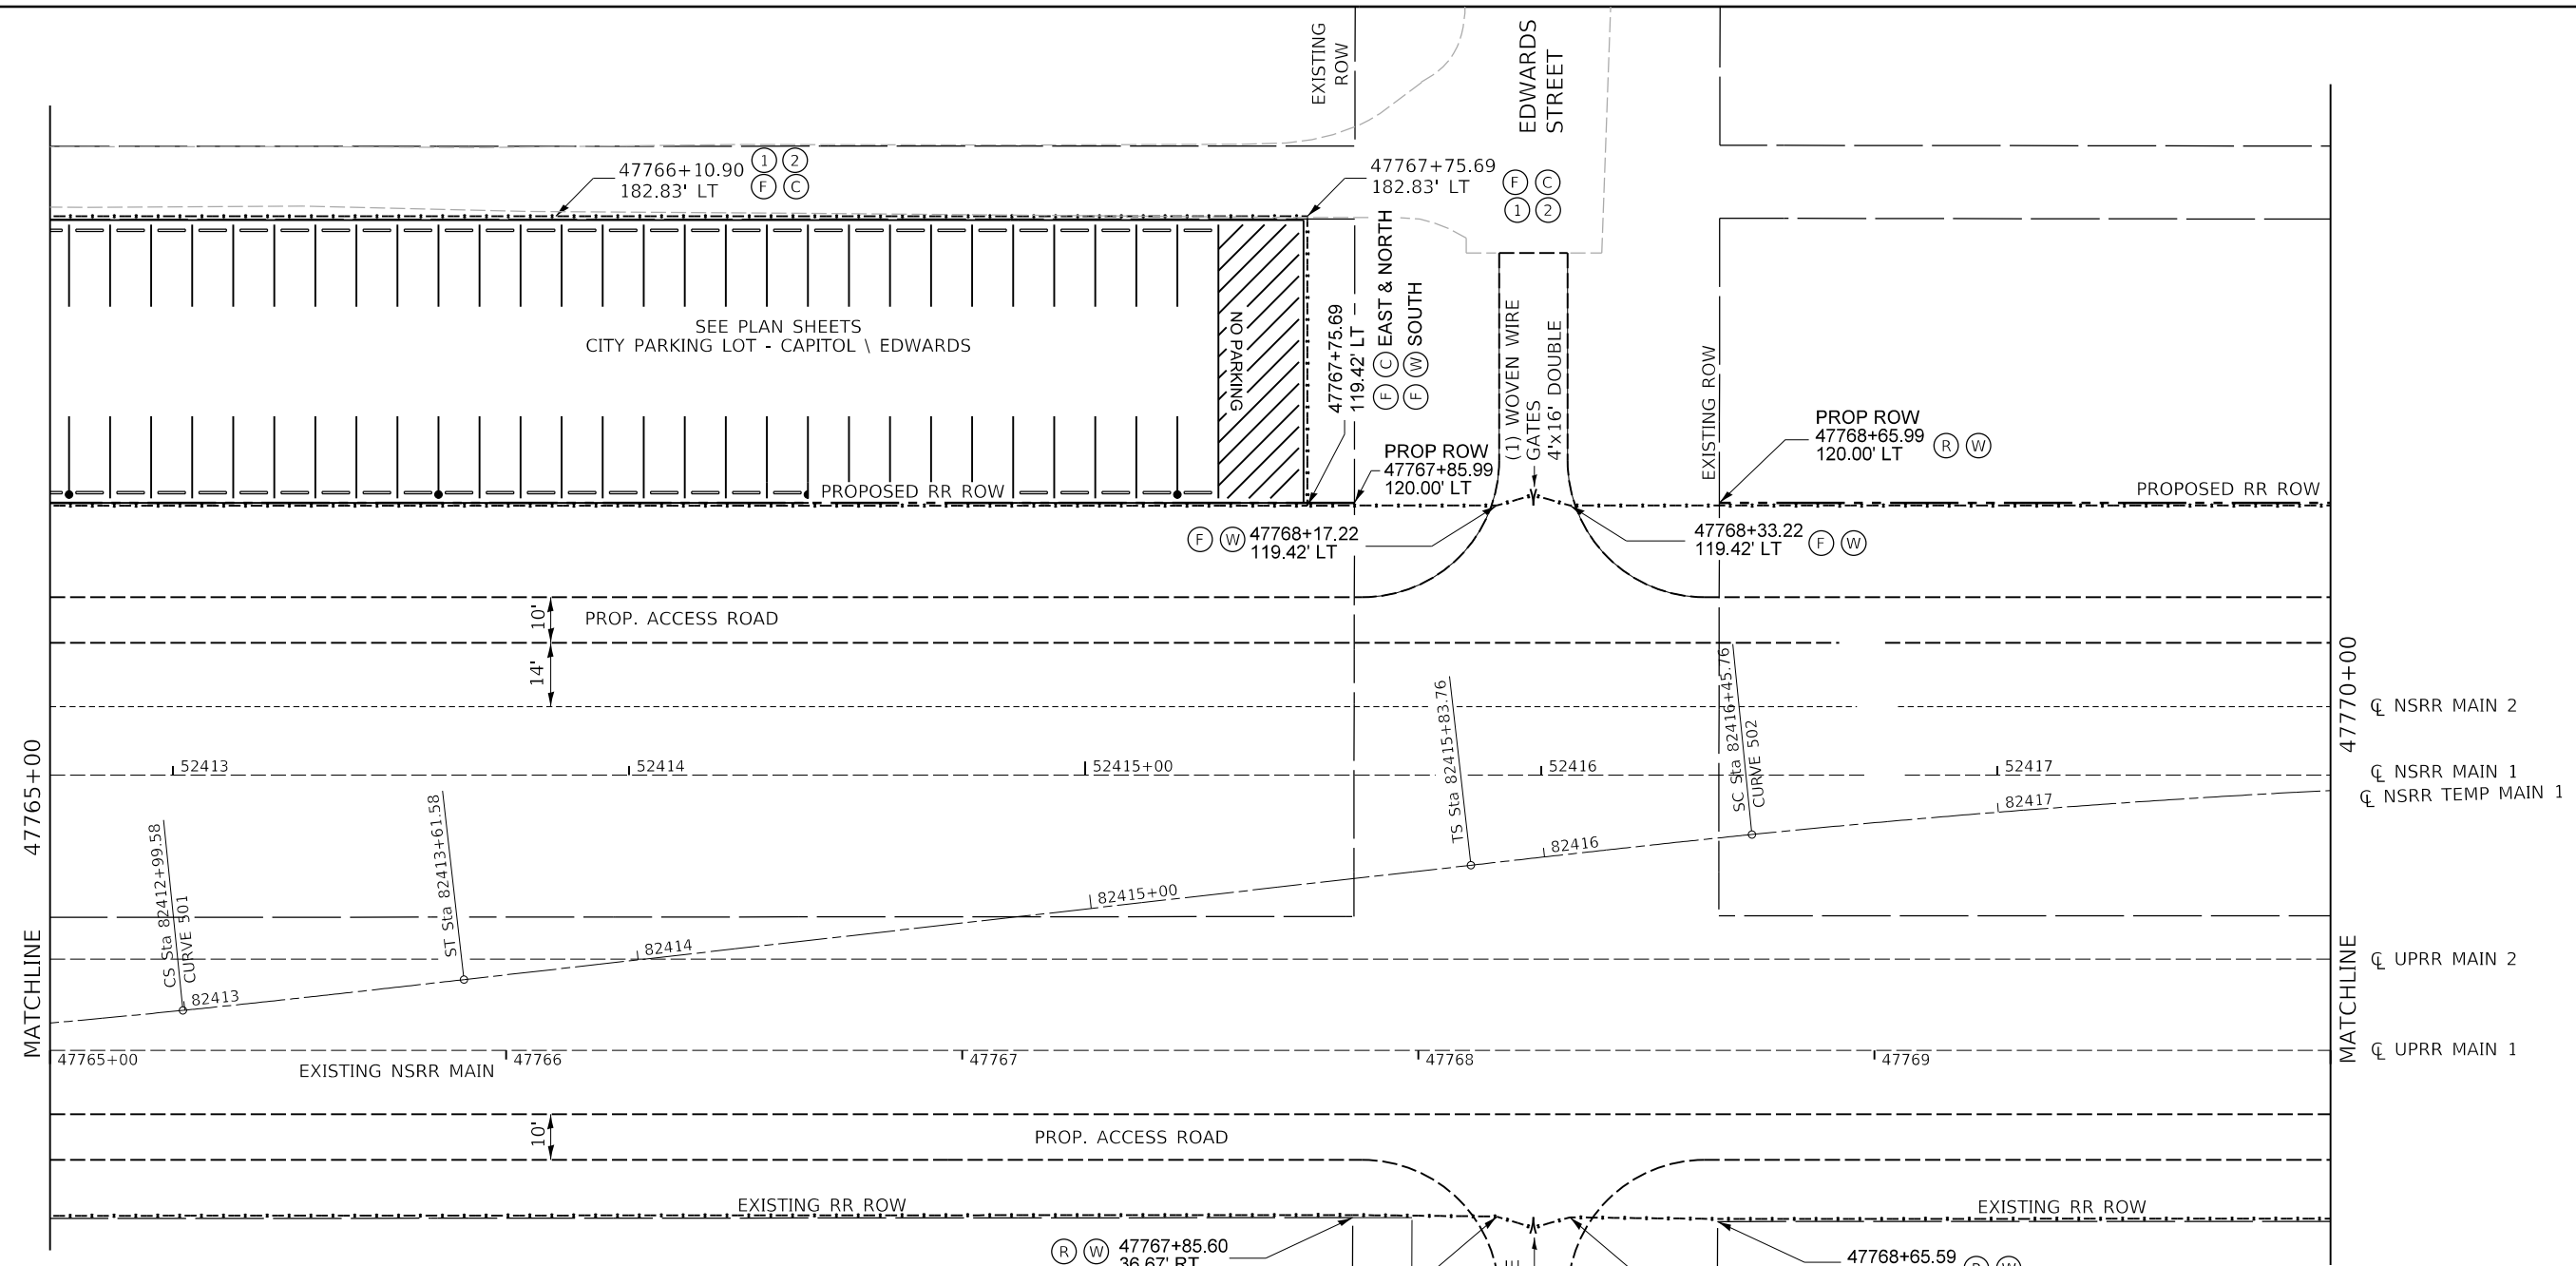 EXISTING
ROW
EDWARDS
STREET
47766+10.90
182.83' LT
1 2
F C
47767+75.69
182.83' LT
F C
1 2
SEE PLAN SHEETS
CITY PARKING LOT - CAPITOL \ EDWARDS
NO PARKING
47767+75.69
119.42' LT
F C EAST & NORTH
F W SOUTH
(1) WOVEN WIRE
GATES
4'x16' DOUBLE
EXISTING ROW
PROP ROW
47767+85.99
120.00' LT
PROP ROW
47768+65.99
120.00' LT
R W
PROPOSED RR ROW
PROPOSED RR ROW
F W 47768+17.22
119.42' LT
47768+33.22
119.42' LT
F W
10'
PROP. ACCESS ROAD
14'
TS Sta 82415+83.76
SC Sta 82416+45.76
CURVE 502
47770+00
℄ NSRR MAIN 2
47765+00
52413
52414
52415+00
52416
52417
℄ NSRR MAIN 1
℄ NSRR TEMP MAIN 1
CS Sta 82412+99.58
CURVE 501
ST Sta 82413+61.58
82413
82414
82415+00
82416
82417
MATCHLINE
MATCHLINE
℄ UPRR MAIN 2
47765+00
47766
47767
47768
47769
℄ UPRR MAIN 1
EXISTING NSRR MAIN
10'
PROP. ACCESS ROAD
EXISTING RR ROW
EXISTING RR ROW
R W 47767+85.60
36.67' RT
47768+65.59
R W